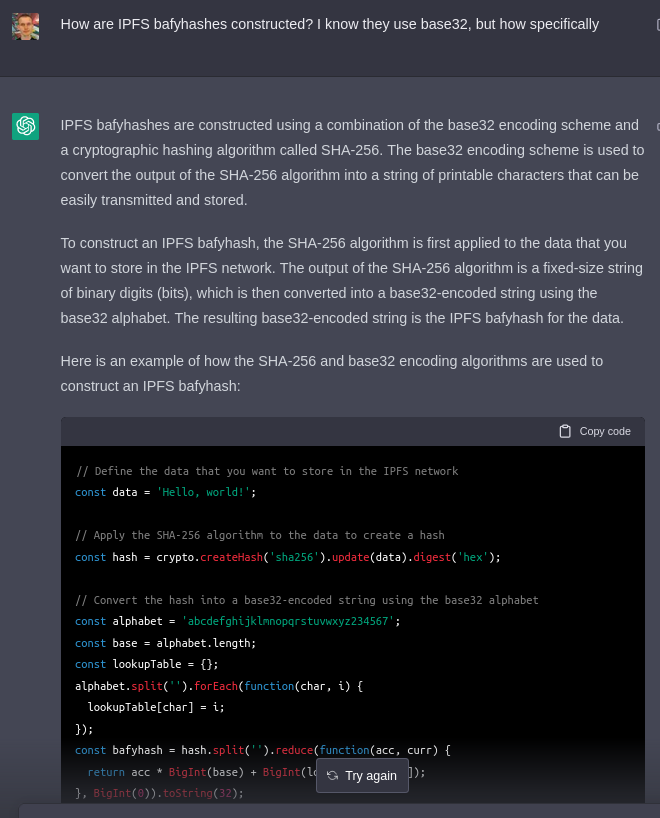 How are IPFS bafyhashes constructed? I know they use base32, but how specifically
IPFS bafyhashes are constructed using a combination of the base32 encoding scheme and
a cryptographic hashing algorithm called SHA-256. The base32 encoding scheme is used to
convert the output of the SHA-256 algorithm into a string of printable characters that can be
easily transmitted and stored.
To construct an IPFS bafyhash, the SHA-256 algorithm is first applied to the data that you
want to store in the IPFS network. The output of the SHA-256 algorithm is a fixed-size string
of binary digits (bits), which is then converted into a base32-encoded string using the
base32 alphabet. The resulting base32-encoded string is the IPFS bafyhash for the data.
Here is an example of how the SHA-256 and base32 encoding algorithms are used to
construct an IPFS bafyhash:
Copy code
// Define the data that you want to store in the IPFS network
const data = 'Hello, world!';
// Apply the SHA-256 algorithm to the data to create a hash
const hash = crypto.createHash('sha256').update(data).digest('hex');
// Convert the hash into a base32-encoded string using the base32 alphabet
const alphabet = 'abcdefghijklmnopqrstuvwxyz234567';
const base = alphabet.length;
const lookupTable = {};
alphabet.split('').forEach(function(char, i) {
lookupTable[char] = i;
});
const bafyhash = hash.split('').reduce(function(acc, curr) {
return acc * BigInt(base) + BigInt(lo ]);
}, BigInt(0)).toString(32);
Try again